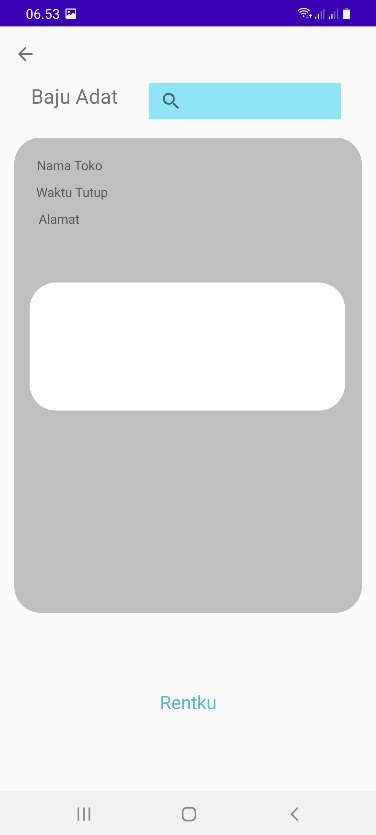 06.53
Baju Adat
Nama Toko
Waktu Tutup
Alamat
Rentku